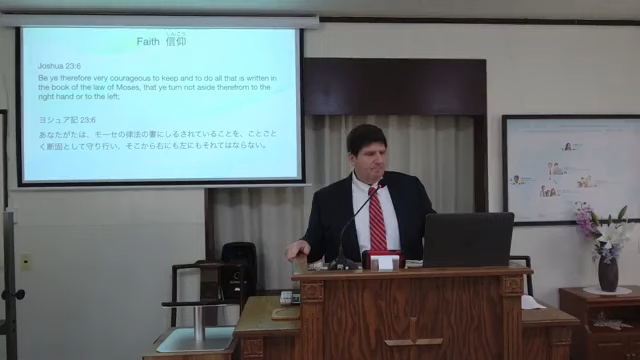 Faith 信仰
しんこう
Joshua 23:6
Be ye therefore very courageous to keep and to do all that is written in
the book of the law of Moses, that ye turn not aside therefrom to the
right hand or to the left;
ヨシュア記 23:6
あなたがたは、モーセの律法の書にしるされていることを、ことごと
く断固として守り行い、そこから右にも左にもそれてはならない。